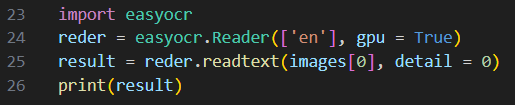 23 import easyocr
24 reder = easyocr.Reader(['en'], gpu = True)
25 result = reder.readtext(images[0], detail = 0)
26 print(result)